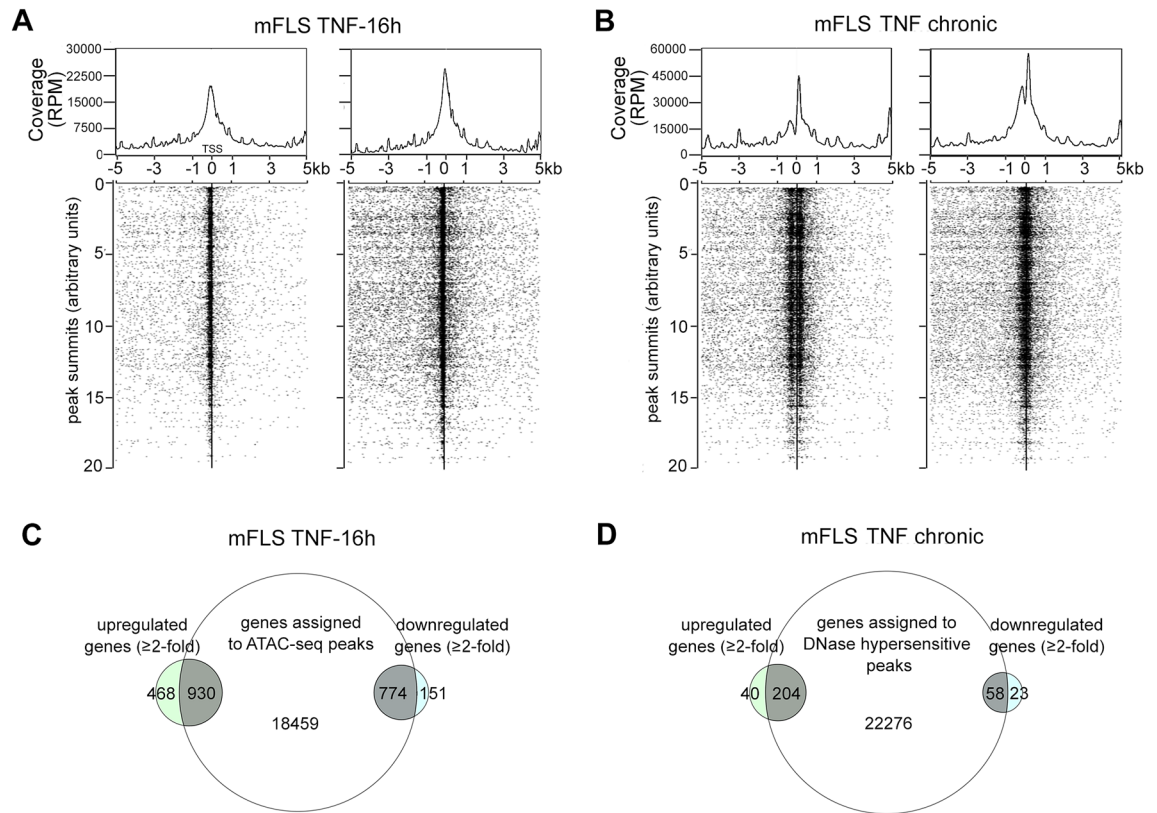 A
mFLS TNF-16h
Coverage
(RPM)
30000
22500
15000
7500
0
TSS
-5 -3 -1 0 1 3 5kb
-5 -3 -1 0 1 3 5kb
peak summits (arbitrary units)
0
5
10
15
20
B
mFLS TNF chronic
Coverage
(RPM)
60000
45000
30000
15000
0
-5 -3 -1 0 1 3 5kb
-5 -3 -1 0 1 3 5kb
peak summits (arbitrary units)
0
5
10
15
20
C
mFLS TNF-16h
upregulated
genes (≥2-fold)
genes assigned
to ATAC-seq peaks
downregulated
genes (≥2-fold)
468 930
774 151
18459
D
mFLS TNF chronic
upregulated
genes (≥2-fold)
genes assigned to
DNase hypersensitive
peaks
downregulated
genes (≥2-fold)
40 204
58 23
22276